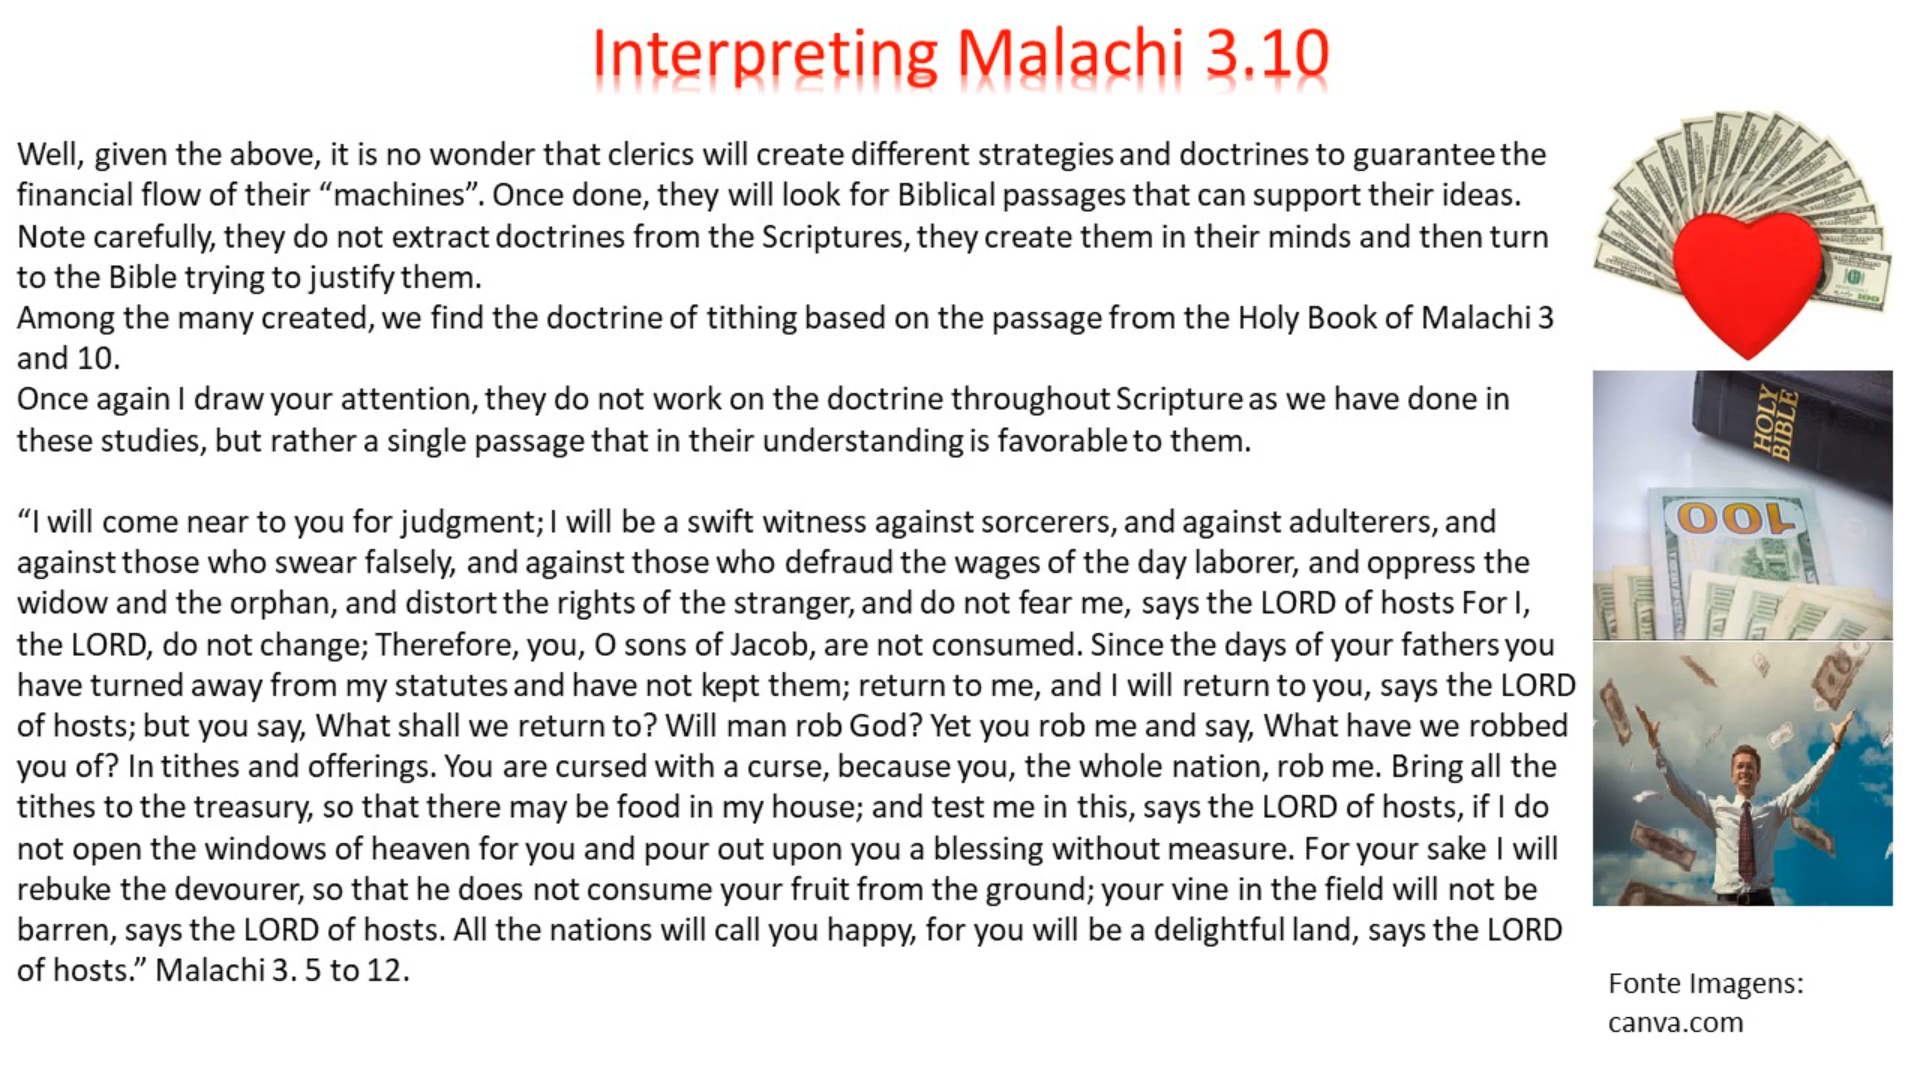 Interpreting Malachi 3.10
Well, given the above, it is no wonder that clerics will create different strategies and doctrines to guarantee the
financial flow of their “machines”. Once done, they will look for Biblical passages that can support their ideas.
Note carefully, they do not extract doctrines from the Scriptures, they create them in their minds and then turn
to the Bible trying to justify them.
Among the many created, we find the doctrine of tithing based on the passage from the Holy Book of Malachi 3
and 10.
Once again I draw your attention, they do not work on the doctrine throughout Scripture as we have done in
these studies, but rather a single passage that in their understanding is favorable to them.
“I will come near to you for judgment; I will be a swift witness against sorcerers, and against adulterers, and
against those who swear falsely, and against those who defraud the wages of the day laborer, and oppress the
widow and the orphan, and distort the rights of the stranger, and do not fear me, says the LORD of hosts For I,
the LORD, do not change; Therefore, you, O sons of Jacob, are not consumed. Since the days of your fathers you
have turned away from my statutes and have not kept them; return to me, and I will return to you, says the LORD
of hosts; but you say, What shall we return to? Will man rob God? Yet you rob me and say, What have we robbed
you of? In tithes and offerings. You are cursed with a curse, because you, the whole nation, rob me. Bring all the
tithes to the treasury, so that there may be food in my house; and test me in this, says the LORD of hosts, if I do
not open the windows of heaven for you and pour out upon you a blessing without measure. For your sake I will
rebuke the devourer, so that he does not consume your fruit from the ground; your vine in the field will not be
barren, says the LORD of hosts. All the nations will call you happy, for you will be a delightful land, says the LORD
of hosts.” Malachi 3. 5 to 12.
100
HOLY
BIBLE
100
Fonte Imagens:
canva.com